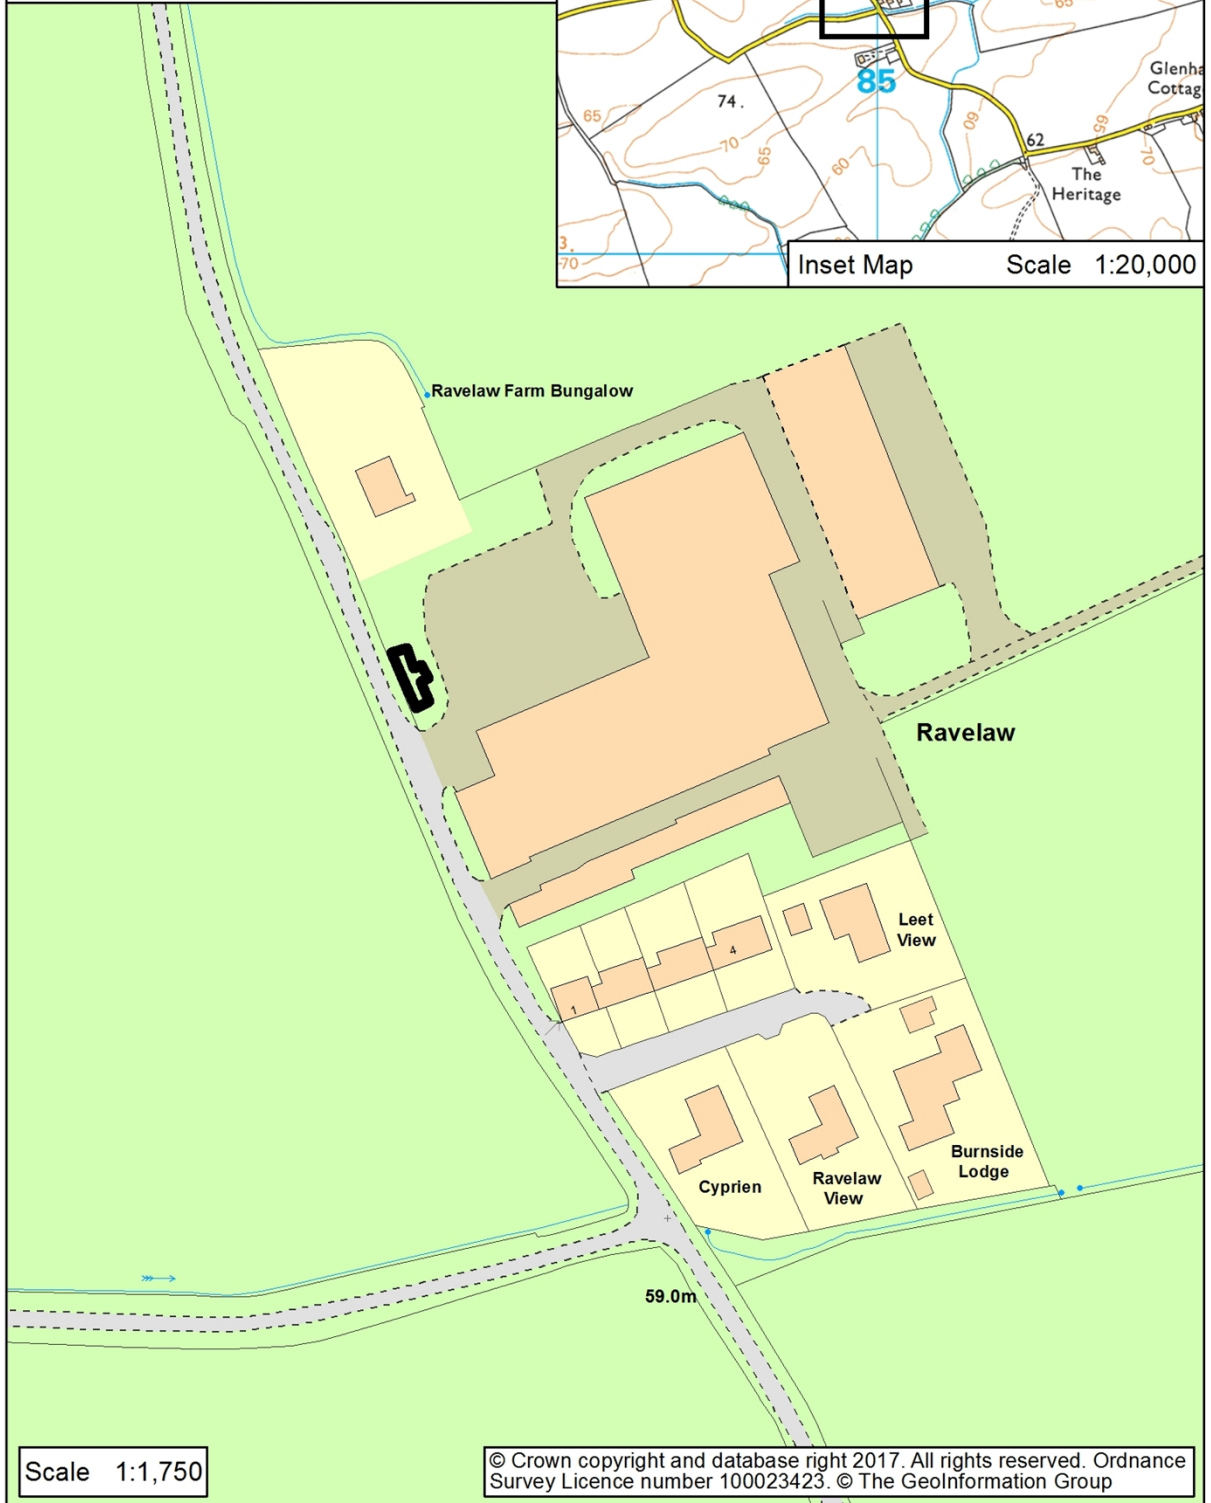 65
85
Glenha
Cottag
74.
65
70
65
60
60
65
70
62
The
Heritage
3.
70
Inset Map Scale 1:20,000
Ravelaw Farm Bungalow
Ravelaw
Leet
View
4
1
Burnside
Lodge
Cyprien
Ravelaw
View
59.0m
Scale 1:1,750
© Crown copyright and database right 2017. All rights reserved. Ordnance
Survey Licence number 100023423. © The GeoInformation Group